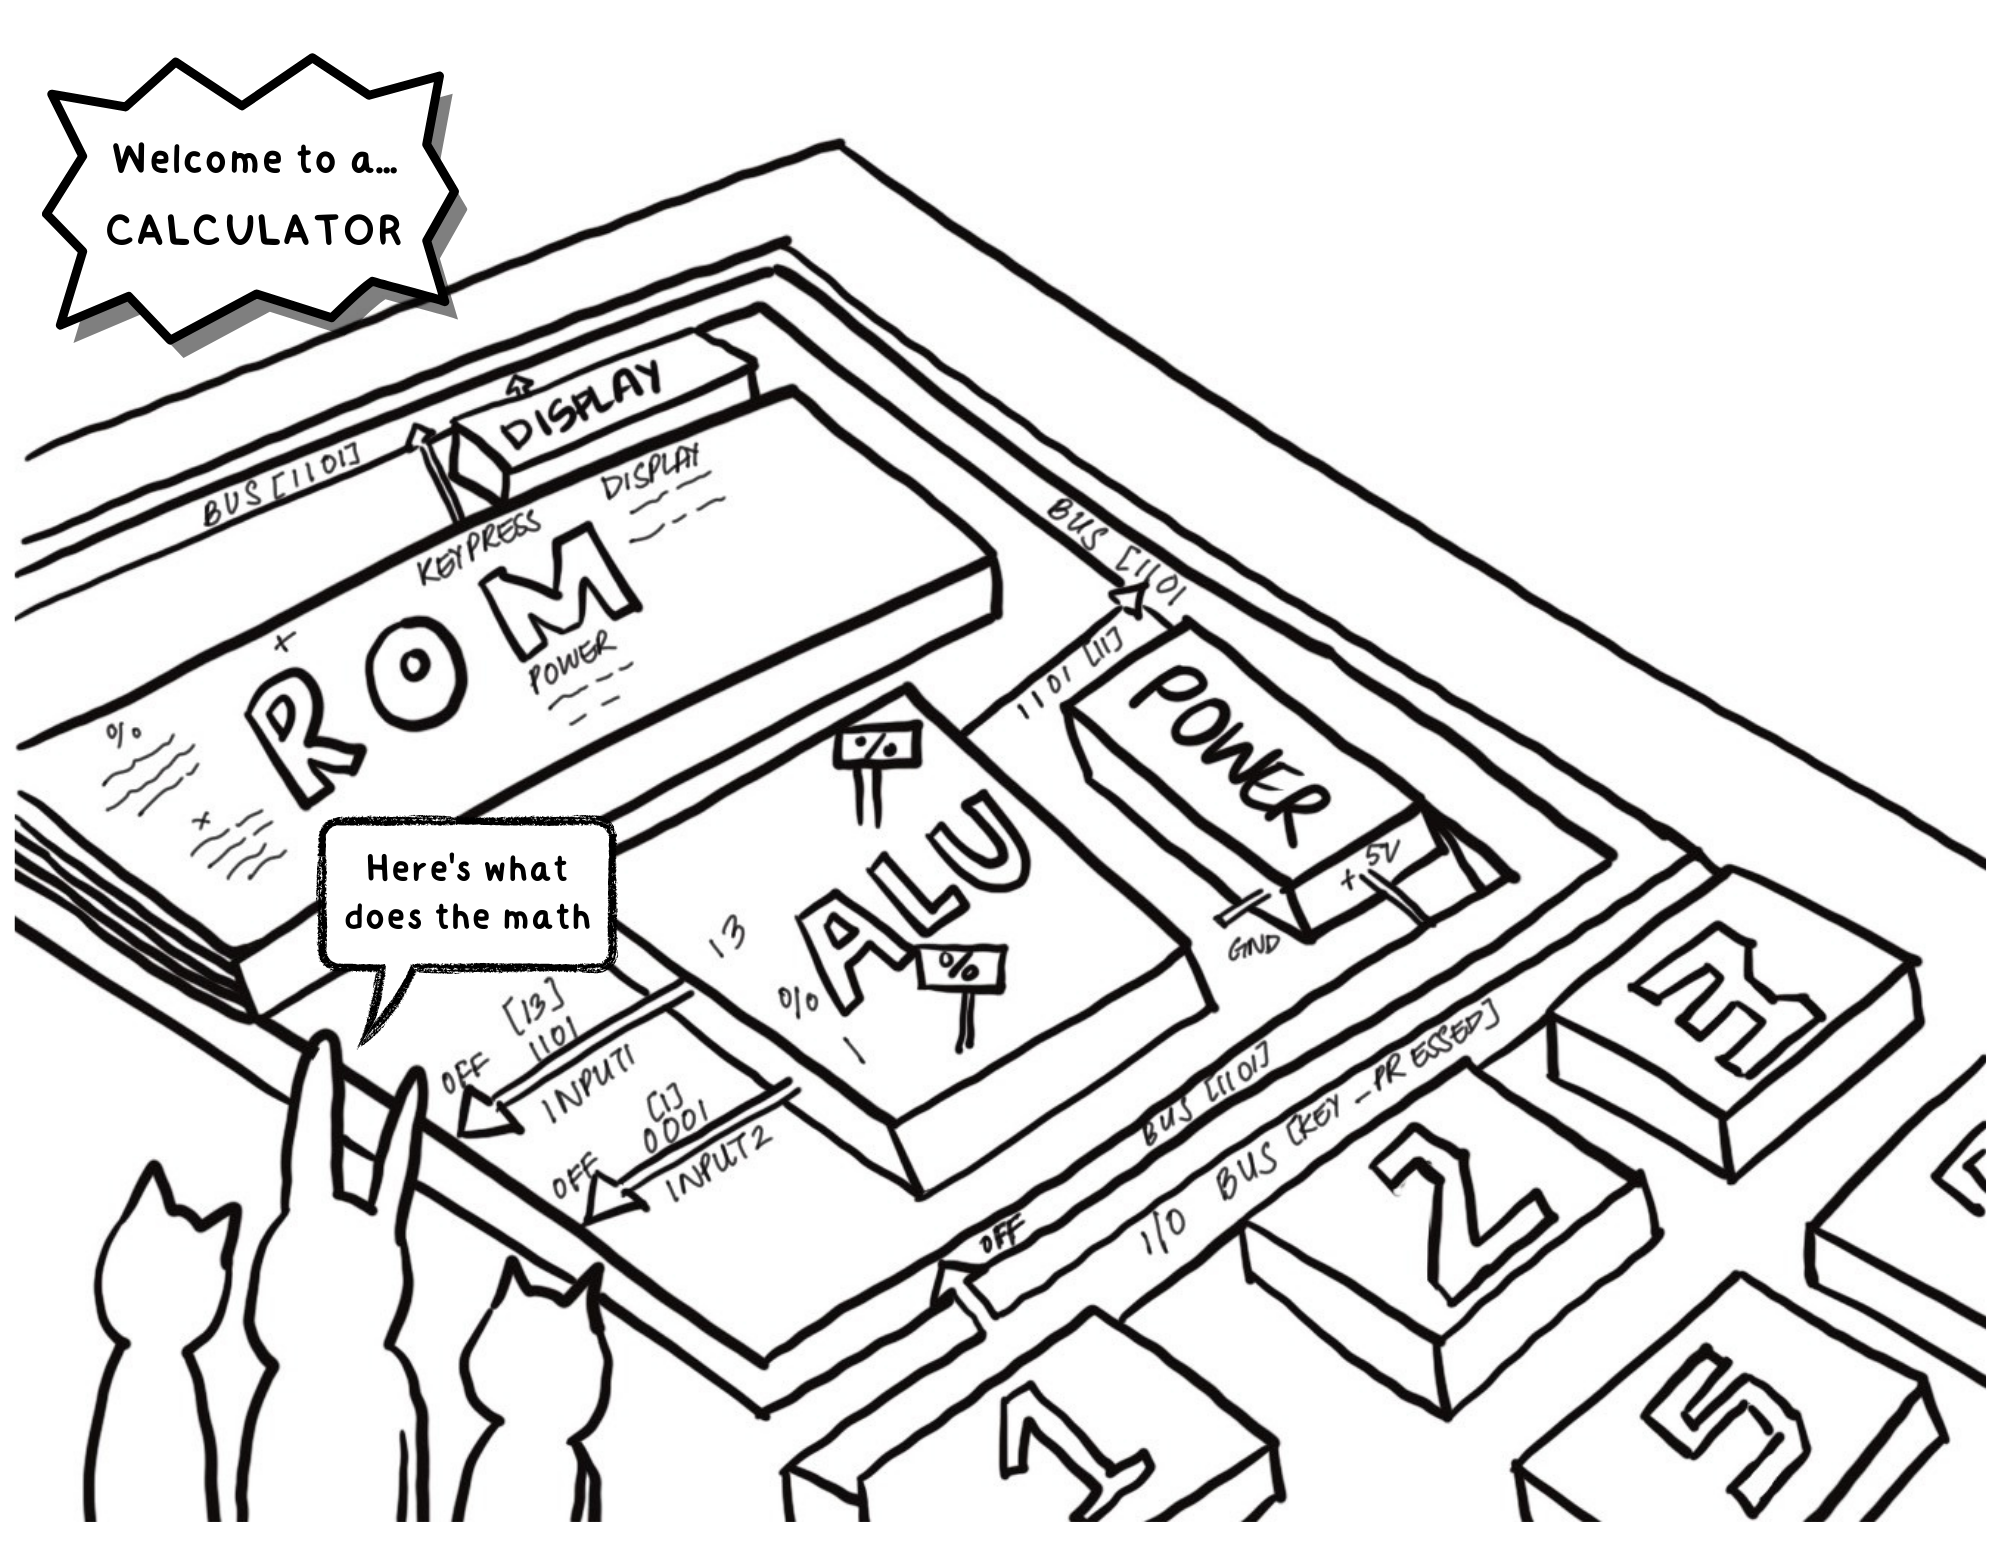 Welcome to a...
CALCULATOR
DISPLAY
BUS [1101]
DISPLAY
KEYPRESS
ROM
+
POWER
%
+
BUS [1101
1101 [11]
POWER
+ 5V
GND
%
ALU
13
%
%
1
Here's what
does the math
[13]
1101
OFF
INPUT1
[1]
0001
OFF
INPUT2
BUS [1101]
I/O BUS [KEY_PRESSED]
OFF
3
2
1
5